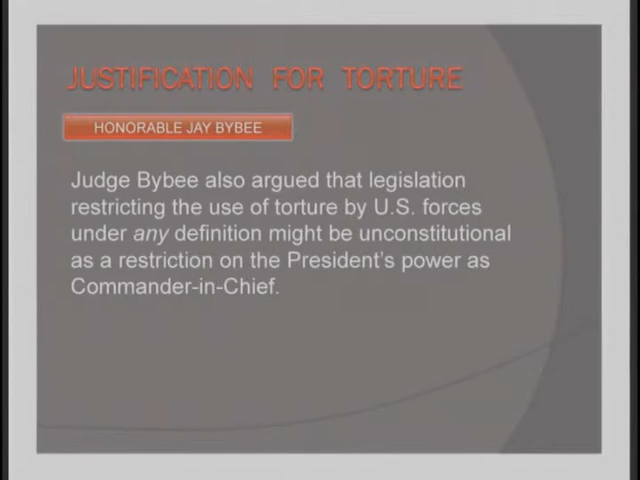 JUSTIFICATION FOR TORTURE
HONORABLE JAY BYBEE
Judge Bybee also argued that legislation
restricting the use of torture by U.S. forces
under any definition might be unconstitutional
as a restriction on the President's power as
Commander-in-Chief.